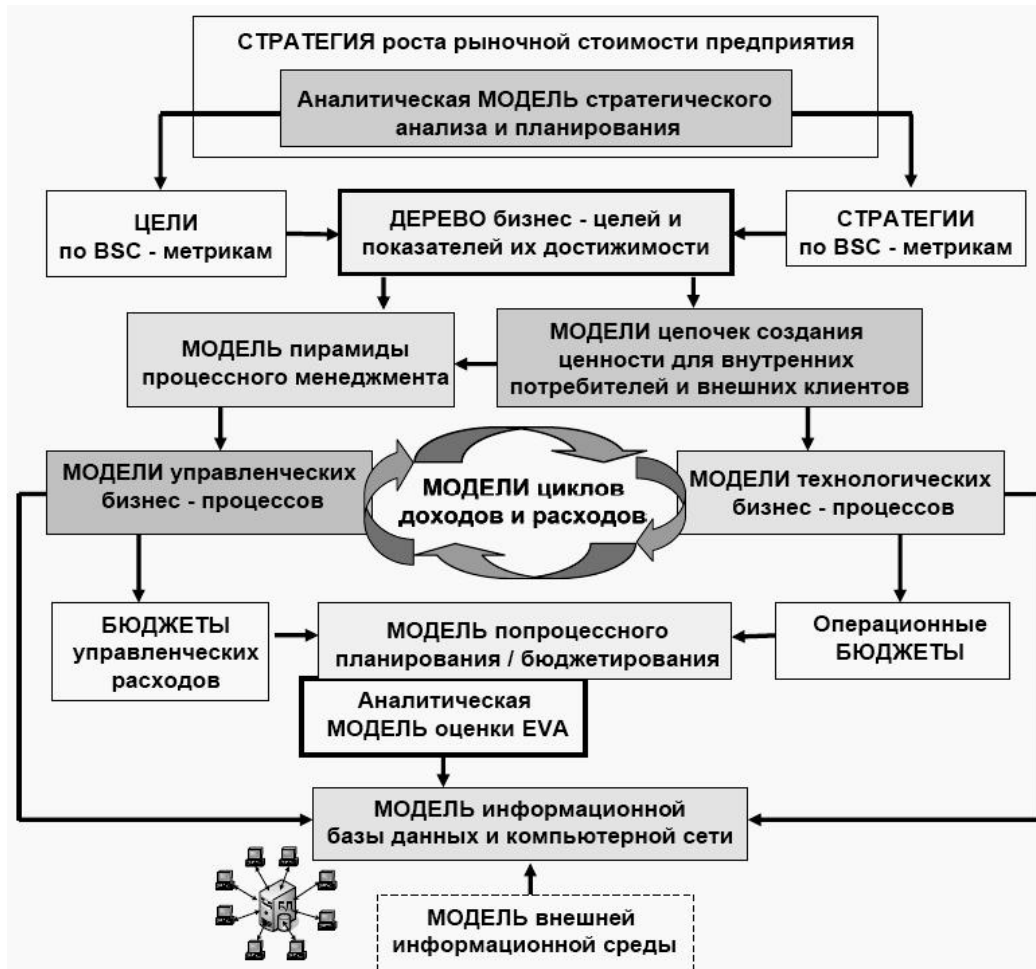 СТРАТЕГИЯ роста рыночной стоимости предприятия
Аналитическая МОДЕЛЬ стратегического
анализа и планирования
ЦЕЛИ
по BSC - метрикам
ДЕРЕВО бизнес - целей и
показателей их достижимости
СТРАТЕГИИ
по BSC - метрикам
МОДЕЛЬ пирамиды
процессного менеджмента
МОДЕЛИ цепочек создания
ценности для внутренних
потребителей и внешних клиентов
МОДЕЛИ управленческих
бизнес - процессов
МОДЕЛИ циклов
доходов и расходов
МОДЕЛИ технологических
бизнес - процессов
БЮДЖЕТЫ
управленческих
расходов
МОДЕЛЬ попроцессного
планирования / бюджетирования
Операционные
БЮДЖЕТЫ
Аналитическая
МОДЕЛЬ оценки EVA
МОДЕЛЬ информационной
базы данных и компьютерной сети
БД
МОДЕЛЬ внешней
информационной среды